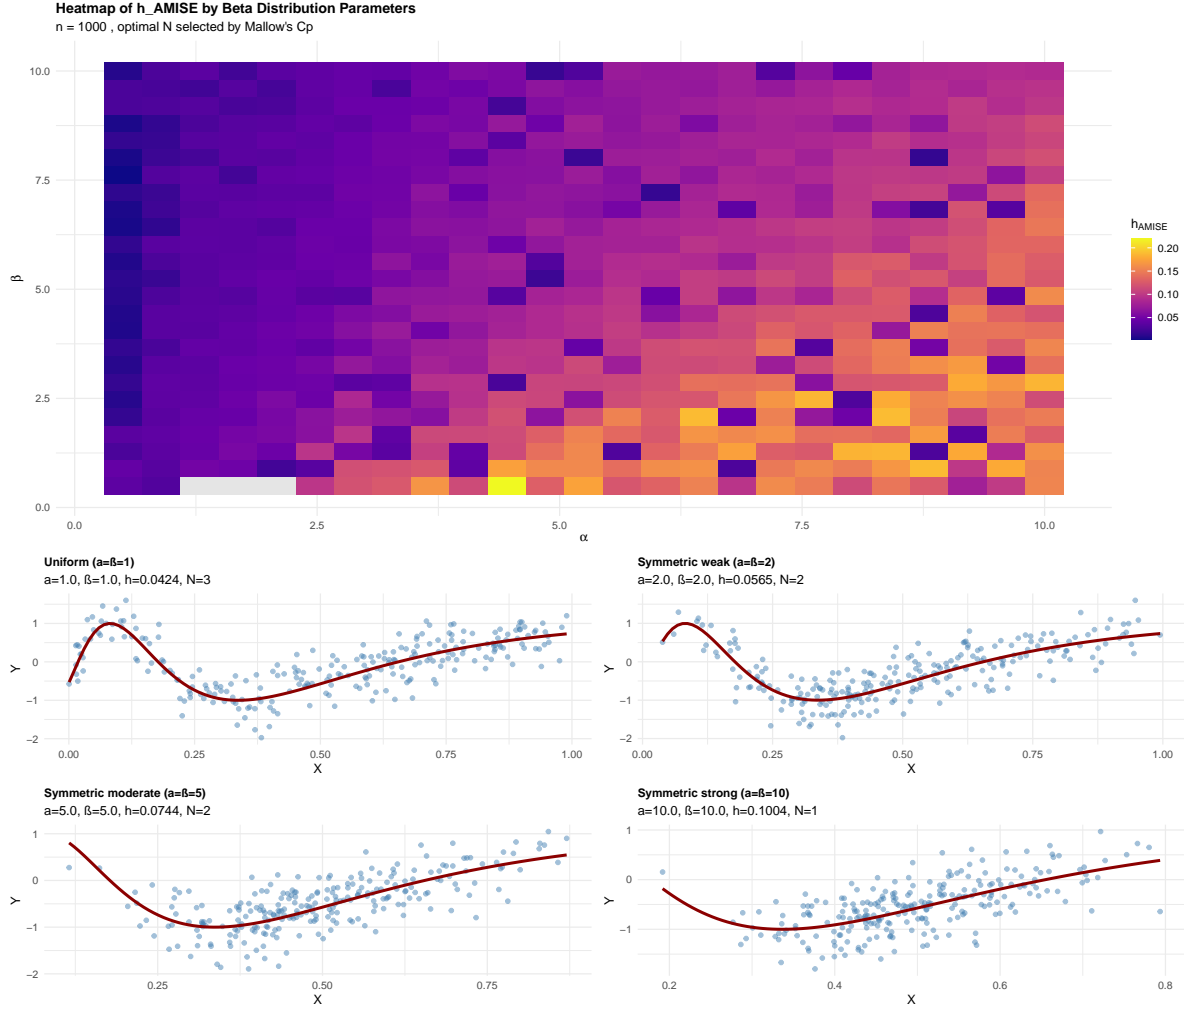 Heatmap of h_AMISE by Beta Distribution Parameters
n = 1000 , optimal N selected by Mallow's Cp
10.0
7.5
5.0
2.5
0.0
β
0.0
2.5
5.0
7.5
10.0
α
hAMISE
0.20
0.15
0.10
0.05
Uniform (a=ß=1)
a=1.0, ß=1.0, h=0.0424, N=3
1
0
−1
−2
Y
0.00
0.25
0.50
0.75
1.00
X
Symmetric weak (a=ß=2)
a=2.0, ß=2.0, h=0.0565, N=2
1
0
−1
−2
Y
0.00
0.25
0.50
0.75
1.00
X
Symmetric moderate (a=ß=5)
a=5.0, ß=5.0, h=0.0744, N=2
1
0
−1
−2
Y
0.25
0.50
0.75
X
Symmetric strong (a=ß=10)
a=10.0, ß=10.0, h=0.1004, N=1
1
0
−1
Y
0.2
0.4
0.6
0.8
X